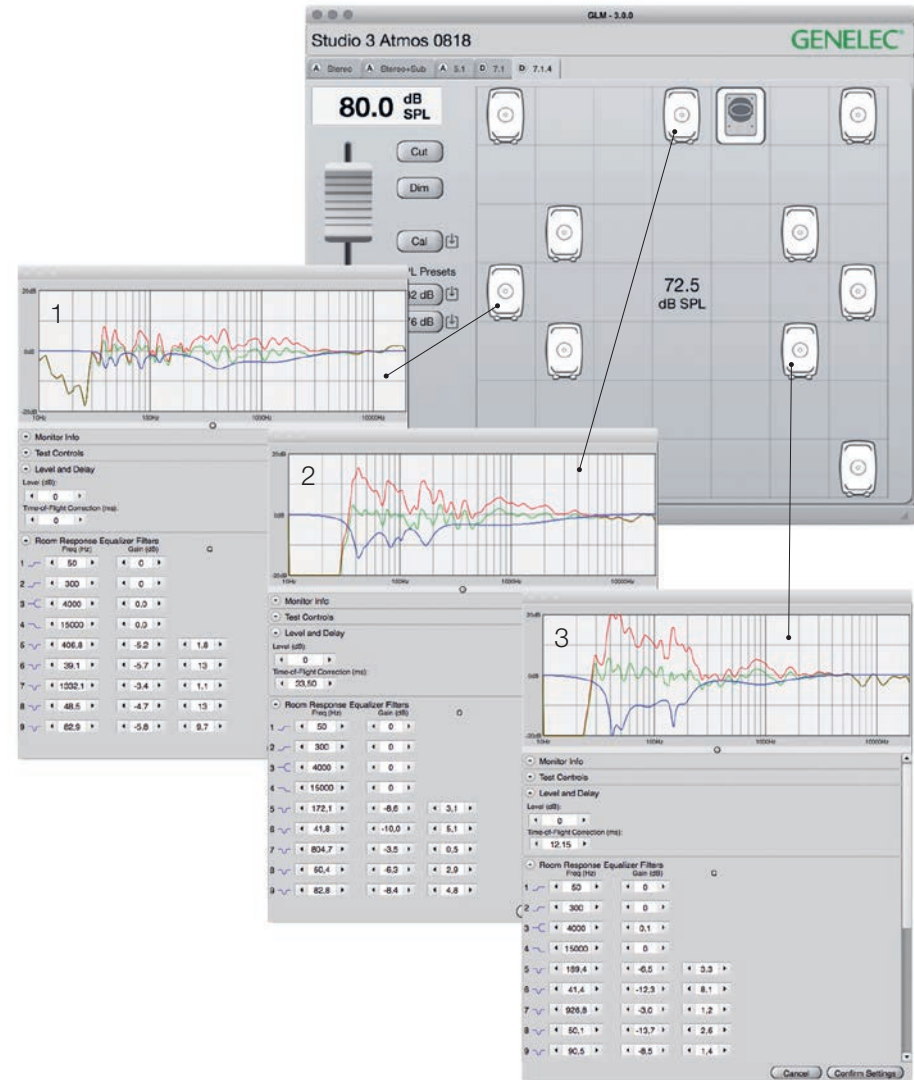 GLM - 3.0.0
Studio 3 Atmos 0818
GENELEC®
A Stereo A Stereo+Sub A 5.1 D 7.1 D 7.1.4
80.0 dB SPL
Cut
Dim
Cal
PL Presets
82 dB
76 dB
72.5
dB SPL
1
20dB
0dB
-20dB
10Hz 100Hz 1000Hz 10000Hz
Monitor Info
Test Controls
Level and Delay
Level (dB):
0
Time-of-Flight Correction (ms):
0
Room Response Equalizer Filters
Freq (Hz) Gain (dB) Q
1 50 0
2 300 0
3 4000 0,0
4 15000 0,0
5 406,8 -5,2 1,8
6 39,1 -5,7 13
7 1332,1 -3,4 1,1
8 48,5 -4,7 13
9 82,9 -5,8 9,7
2
20dB
0dB
-20dB
10Hz 100Hz 1000Hz 10000Hz
Monitor Info
Test Controls
Level and Delay
Level (dB):
0
Time-of-Flight Correction (ms):
33,50
Room Response Equalizer Filters
Freq (Hz) Gain (dB) Q
1 50 0
2 300 0
3 4000 0
4 15000 0
5 172,1 -6,6 3,1
6 41,8 -10,0 5,1
7 804,7 -3,5 0,5
8 50,4 -6,3 2,9
9 82,8 -8,4 4,8
3
20dB
0dB
-20dB
10Hz 100Hz 1000Hz 10000Hz
Monitor Info
Test Controls
Level and Delay
Level (dB):
0
Time-of-Flight Correction (ms):
12,15
Room Response Equalizer Filters
Freq (Hz) Gain (dB) Q
1 50 0
2 300 0
3 4000 0,1
4 15000 0
5 189,4 -6,5 3,3
6 41,4 -12,3 8,1
7 926,8 -3,0 1,2
8 50,1 -13,7 2,6
9 90,5 -8,5 1,4
Cancel Confirm Settings